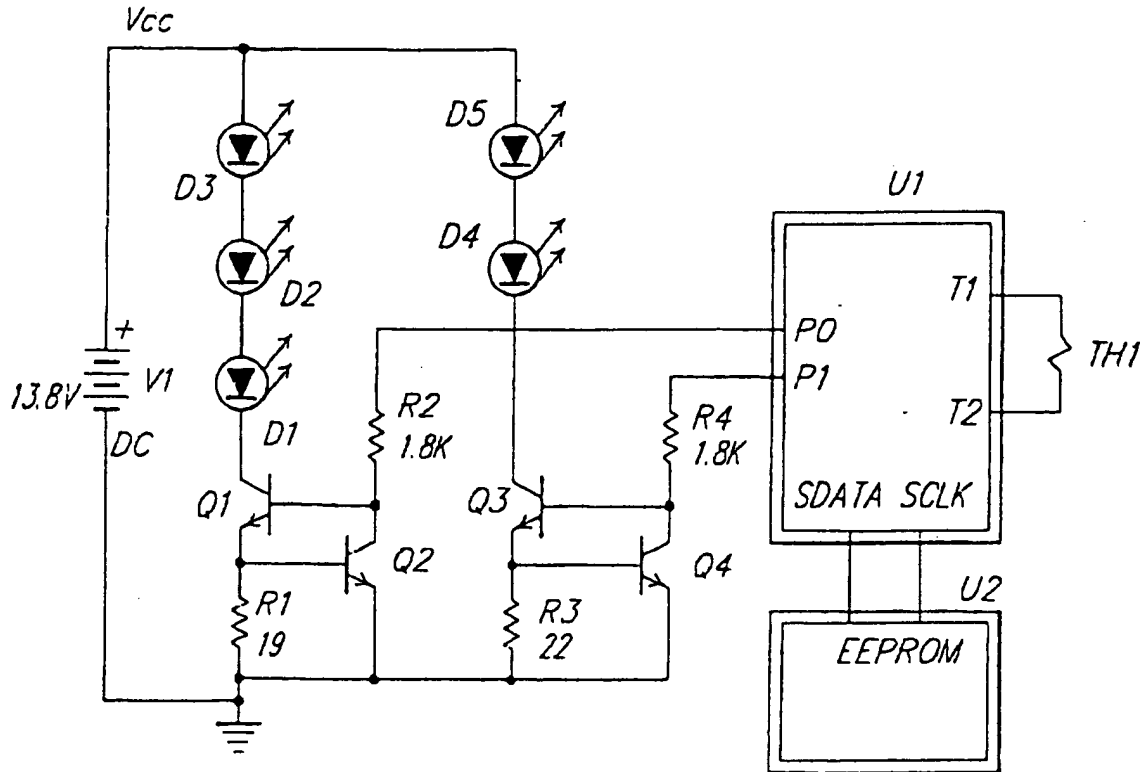 Vcc
D5
D3
U1
D4
T1
D2
P0
TH1
+
P1
13.8V
V1
R2
1.8K
R4
1.8K
T2
D1
DC
Q1
Q3
SDATA SCLK
Q2
Q4
U2
R1
19
R3
22
EEPROM